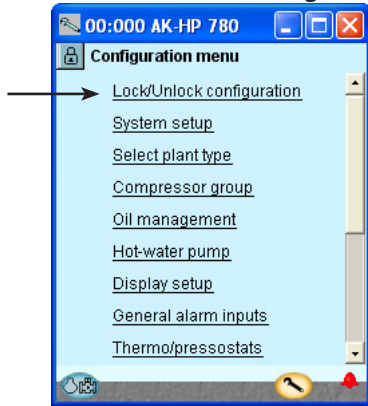 00:000 AK-HP 780
Configuration menu
Lock/Unlock configuration
System setup
Select plant type
Compressor group
Oil management
Hot-water pump
Display setup
General alarm inputs
Thermo/pressostats